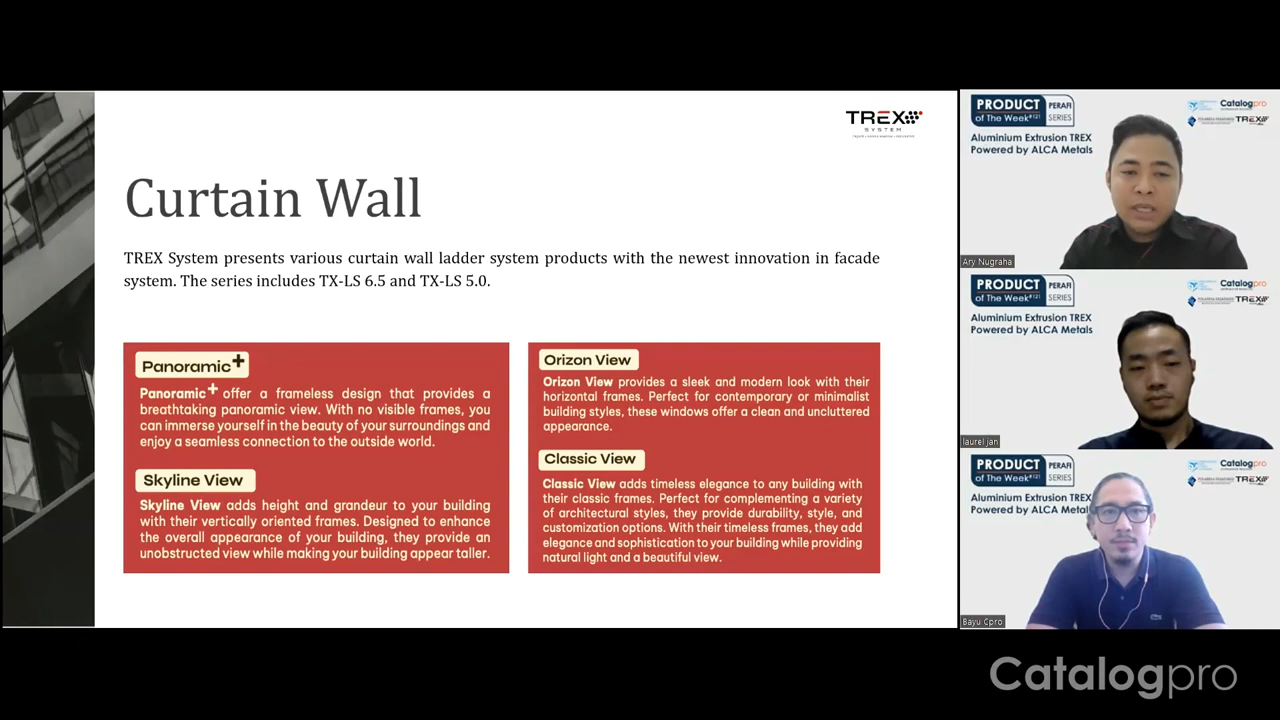 TREX
SYSTEM
Curtain Wall
TREX System presents various curtain wall ladder system products with the newest innovation in facade
system. The series includes TX-LS 6.5 and TX-LS 5.0.
Panoramic+
Panoramic+ offer a frameless design that provides a
breathtaking panoramic view. With no visible frames, you
can immerse yourself in the beauty of your surroundings and
enjoy a seamless connection to the outside world.
Skyline View
Skyline View adds height and grandeur to your building
with their vertically oriented frames. Designed to enhance
the overall appearance of your building, they provide an
unobstructed view while making your building appear taller.
Orizon View
Orizon View provides a sleek and modern look with their
horizontal frames. Perfect for contemporary or minimalist
building styles, these windows offer a clean and uncluttered
appearance.
Classic View
Classic View adds timeless elegance to any building with
their classic frames. Perfect for complementing a variety
of architectural styles, they provide durability, style, and
customization options. With their timeless frames, they add
elegance and sophistication to your building while providing
natural light and a beautiful view.
PRODUCT
of The Week#121
PERAFI
SERIES
Catalogpro
TREX
Aluminium Extrusion TREX
Powered by ALCA Metals
Ary Nugraha
PRODUCT
of The Week#121
PERAFI
SERIES
Catalogpro
TREX
Aluminium Extrusion TREX
Powered by ALCA Metals
laurel jan
PRODUCT
of The Week#121
PERAFI
SERIES
Catalogpro
TREX
Aluminium Extrusion TREX
Powered by ALCA Metals
Bayu Cpro
Catalogpro